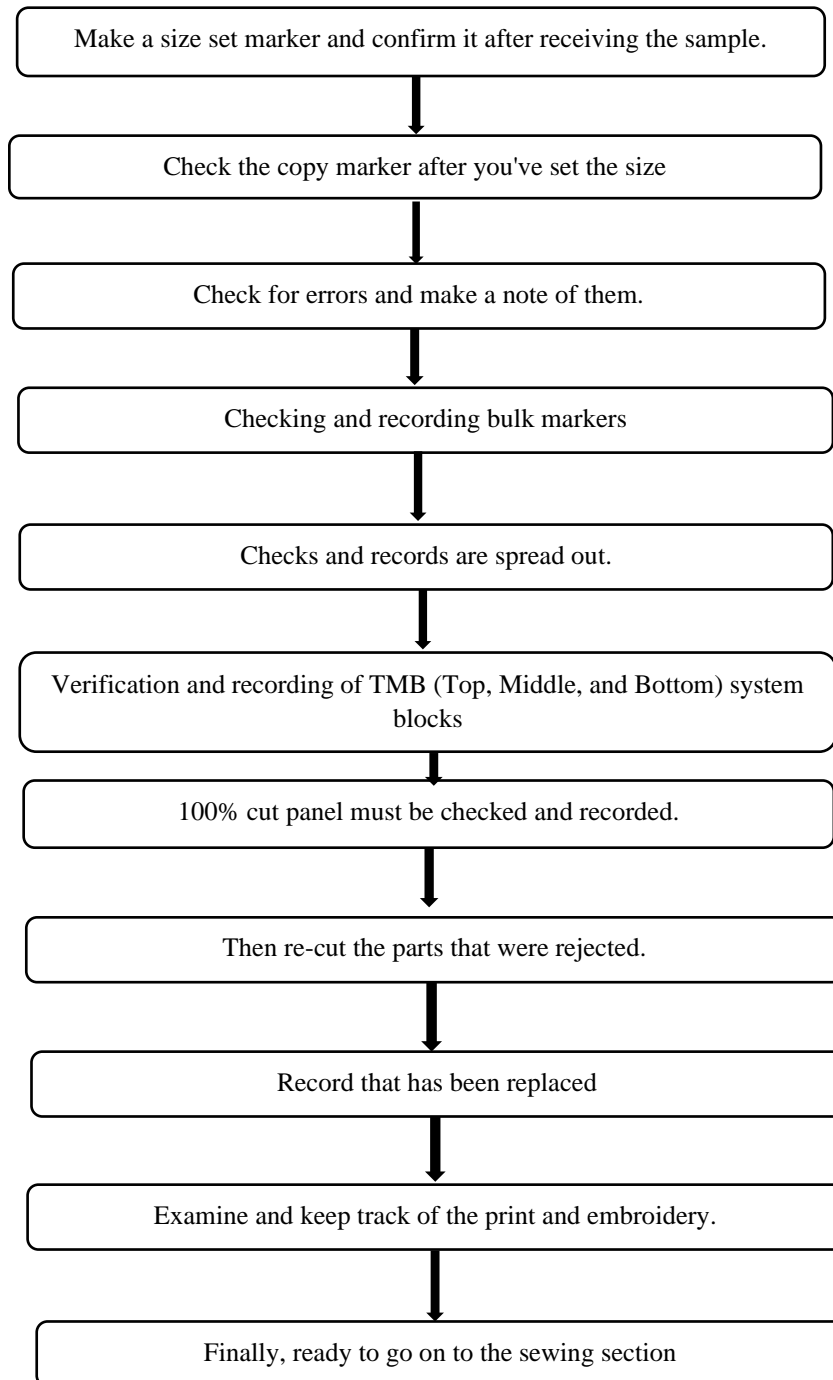 Make a size set marker and confirm it after receiving the sample.
Check the copy marker after you've set the size
Check for errors and make a note of them.
Checking and recording bulk markers
Checks and records are spread out.
Verification and recording of TMB (Top, Middle, and Bottom) system
blocks
100% cut panel must be checked and recorded.
Then re-cut the parts that were rejected.
Record that has been replaced
Examine and keep track of the print and embroidery.
Finally, ready to go on to the sewing section